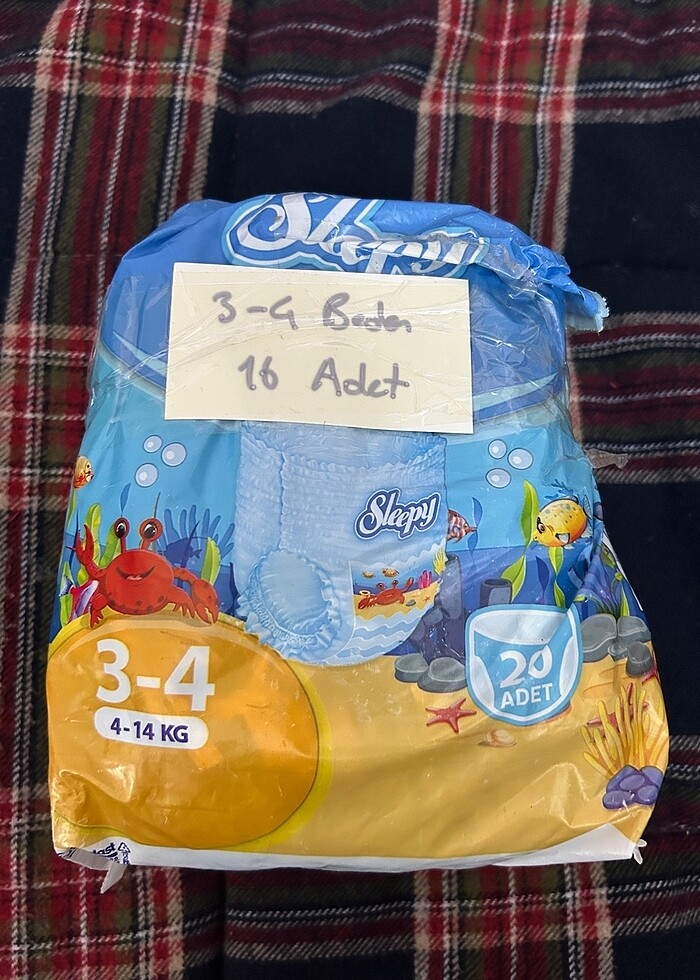 Sleepy
3-4 Beden
16 Adet
Sleepy
3-4
4-14 KG
20
ADET